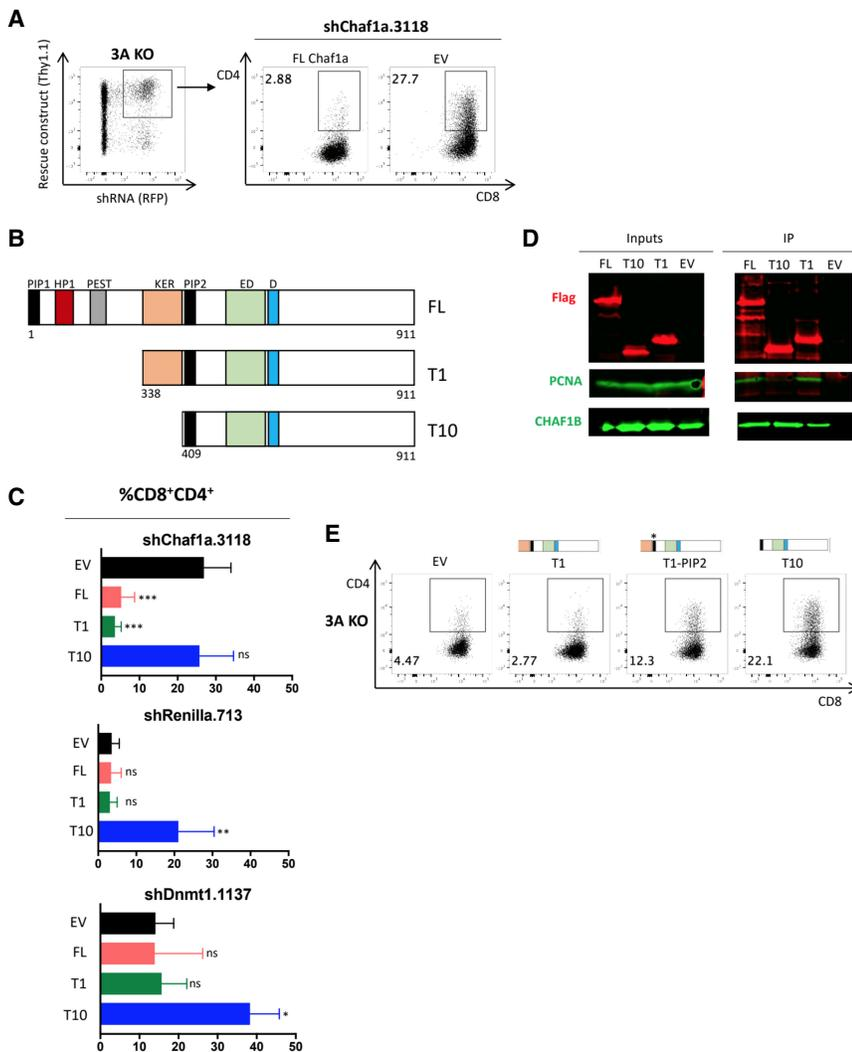 A
shChaf1a.3118
3A KO
FL Chaf1a
EV
CD4
2.88
27.7
Rescue construct (Thy1.1)
shRNA (RFP)
CD8
B
PIP1 HP1 PEST KER PIP2 ED D
FL
1 911
T1
338 911
T10
409 911
D
Inputs IP
FL T10 T1 EV FL T10 T1 EV
Flag
PCNA
CHAF1B
C
%CD8+CD4+
shChaf1a.3118
EV
FL ***
T1 ***
T10 ns
0 10 20 30 40 50
shRenilla.713
EV
FL ns
T1 ns
T10 **
0 10 20 30 40 50
shDnmt1.1137
EV
FL ns
T1 ns
T10 *
0 10 20 30 40 50
E
*
EV T1 T1-PIP2 T10
CD4
3A KO
4.47 2.77 12.3 22.1
CD8